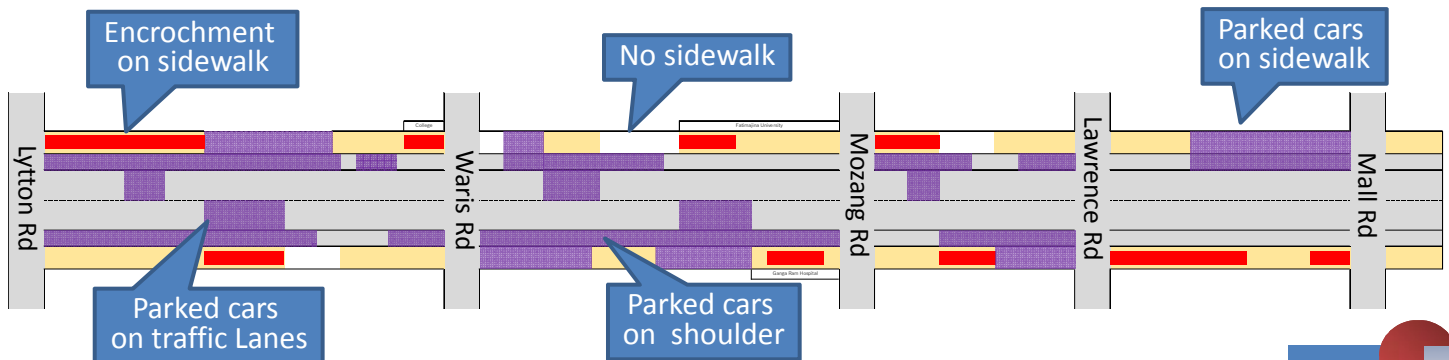 Encrochment
on sidewalk
No sidewalk
Parked cars
on sidewalk
College
Fatimajina University
Lytton Rd
Waris Rd
Mozang Rd
Lawrence Rd
Mall Rd
Ganga Ram Hospital
Parked cars
on traffic Lanes
Parked cars
on shoulder